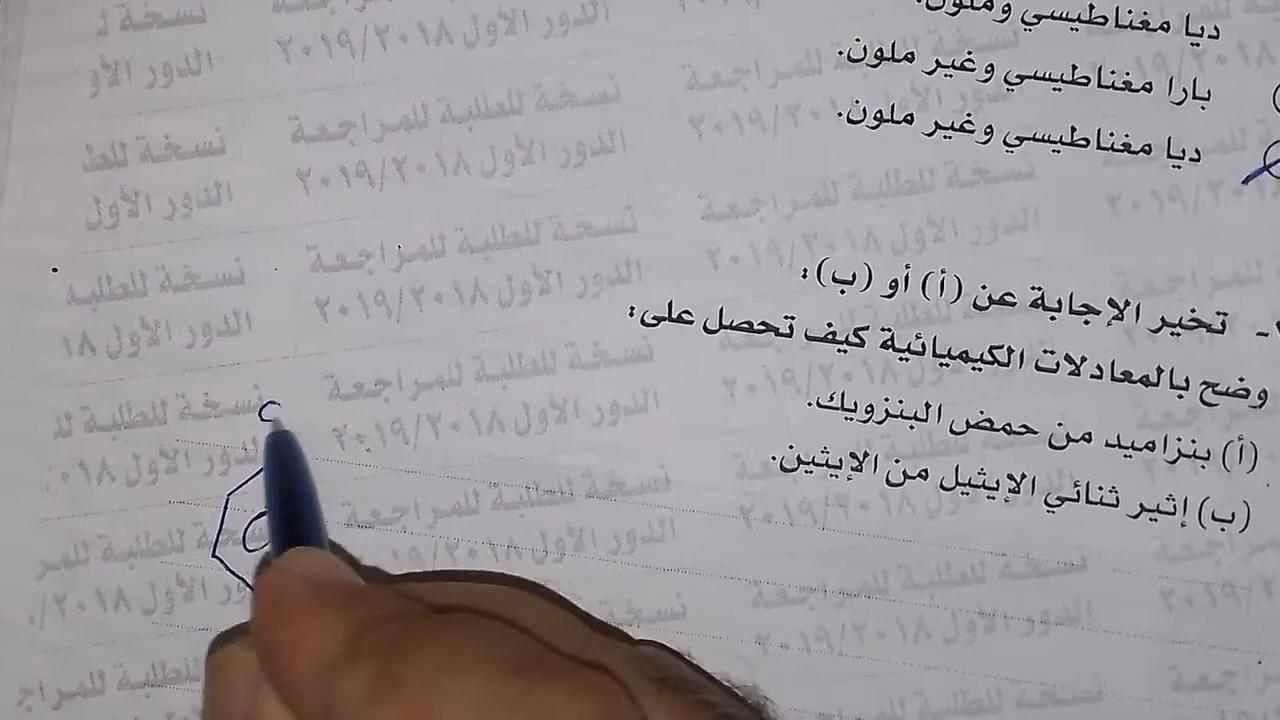 ديا مغناطيسي وملون.
بارا مغناطيسي وغير ملون.
ديا مغناطيسي وغير ملون.
- تخير الإجابة عن (أ) أو (ب):
وضح بالمعادلات الكيميائية كيف تحصل على:
(أ) بنزاميد من حمض البنزويك.
(ب) إثير ثنائي الإيثيل من الإيثين.
نسخة للطلبة للمراجعة
الدور الأول ٢٠١٩/٢٠١٨